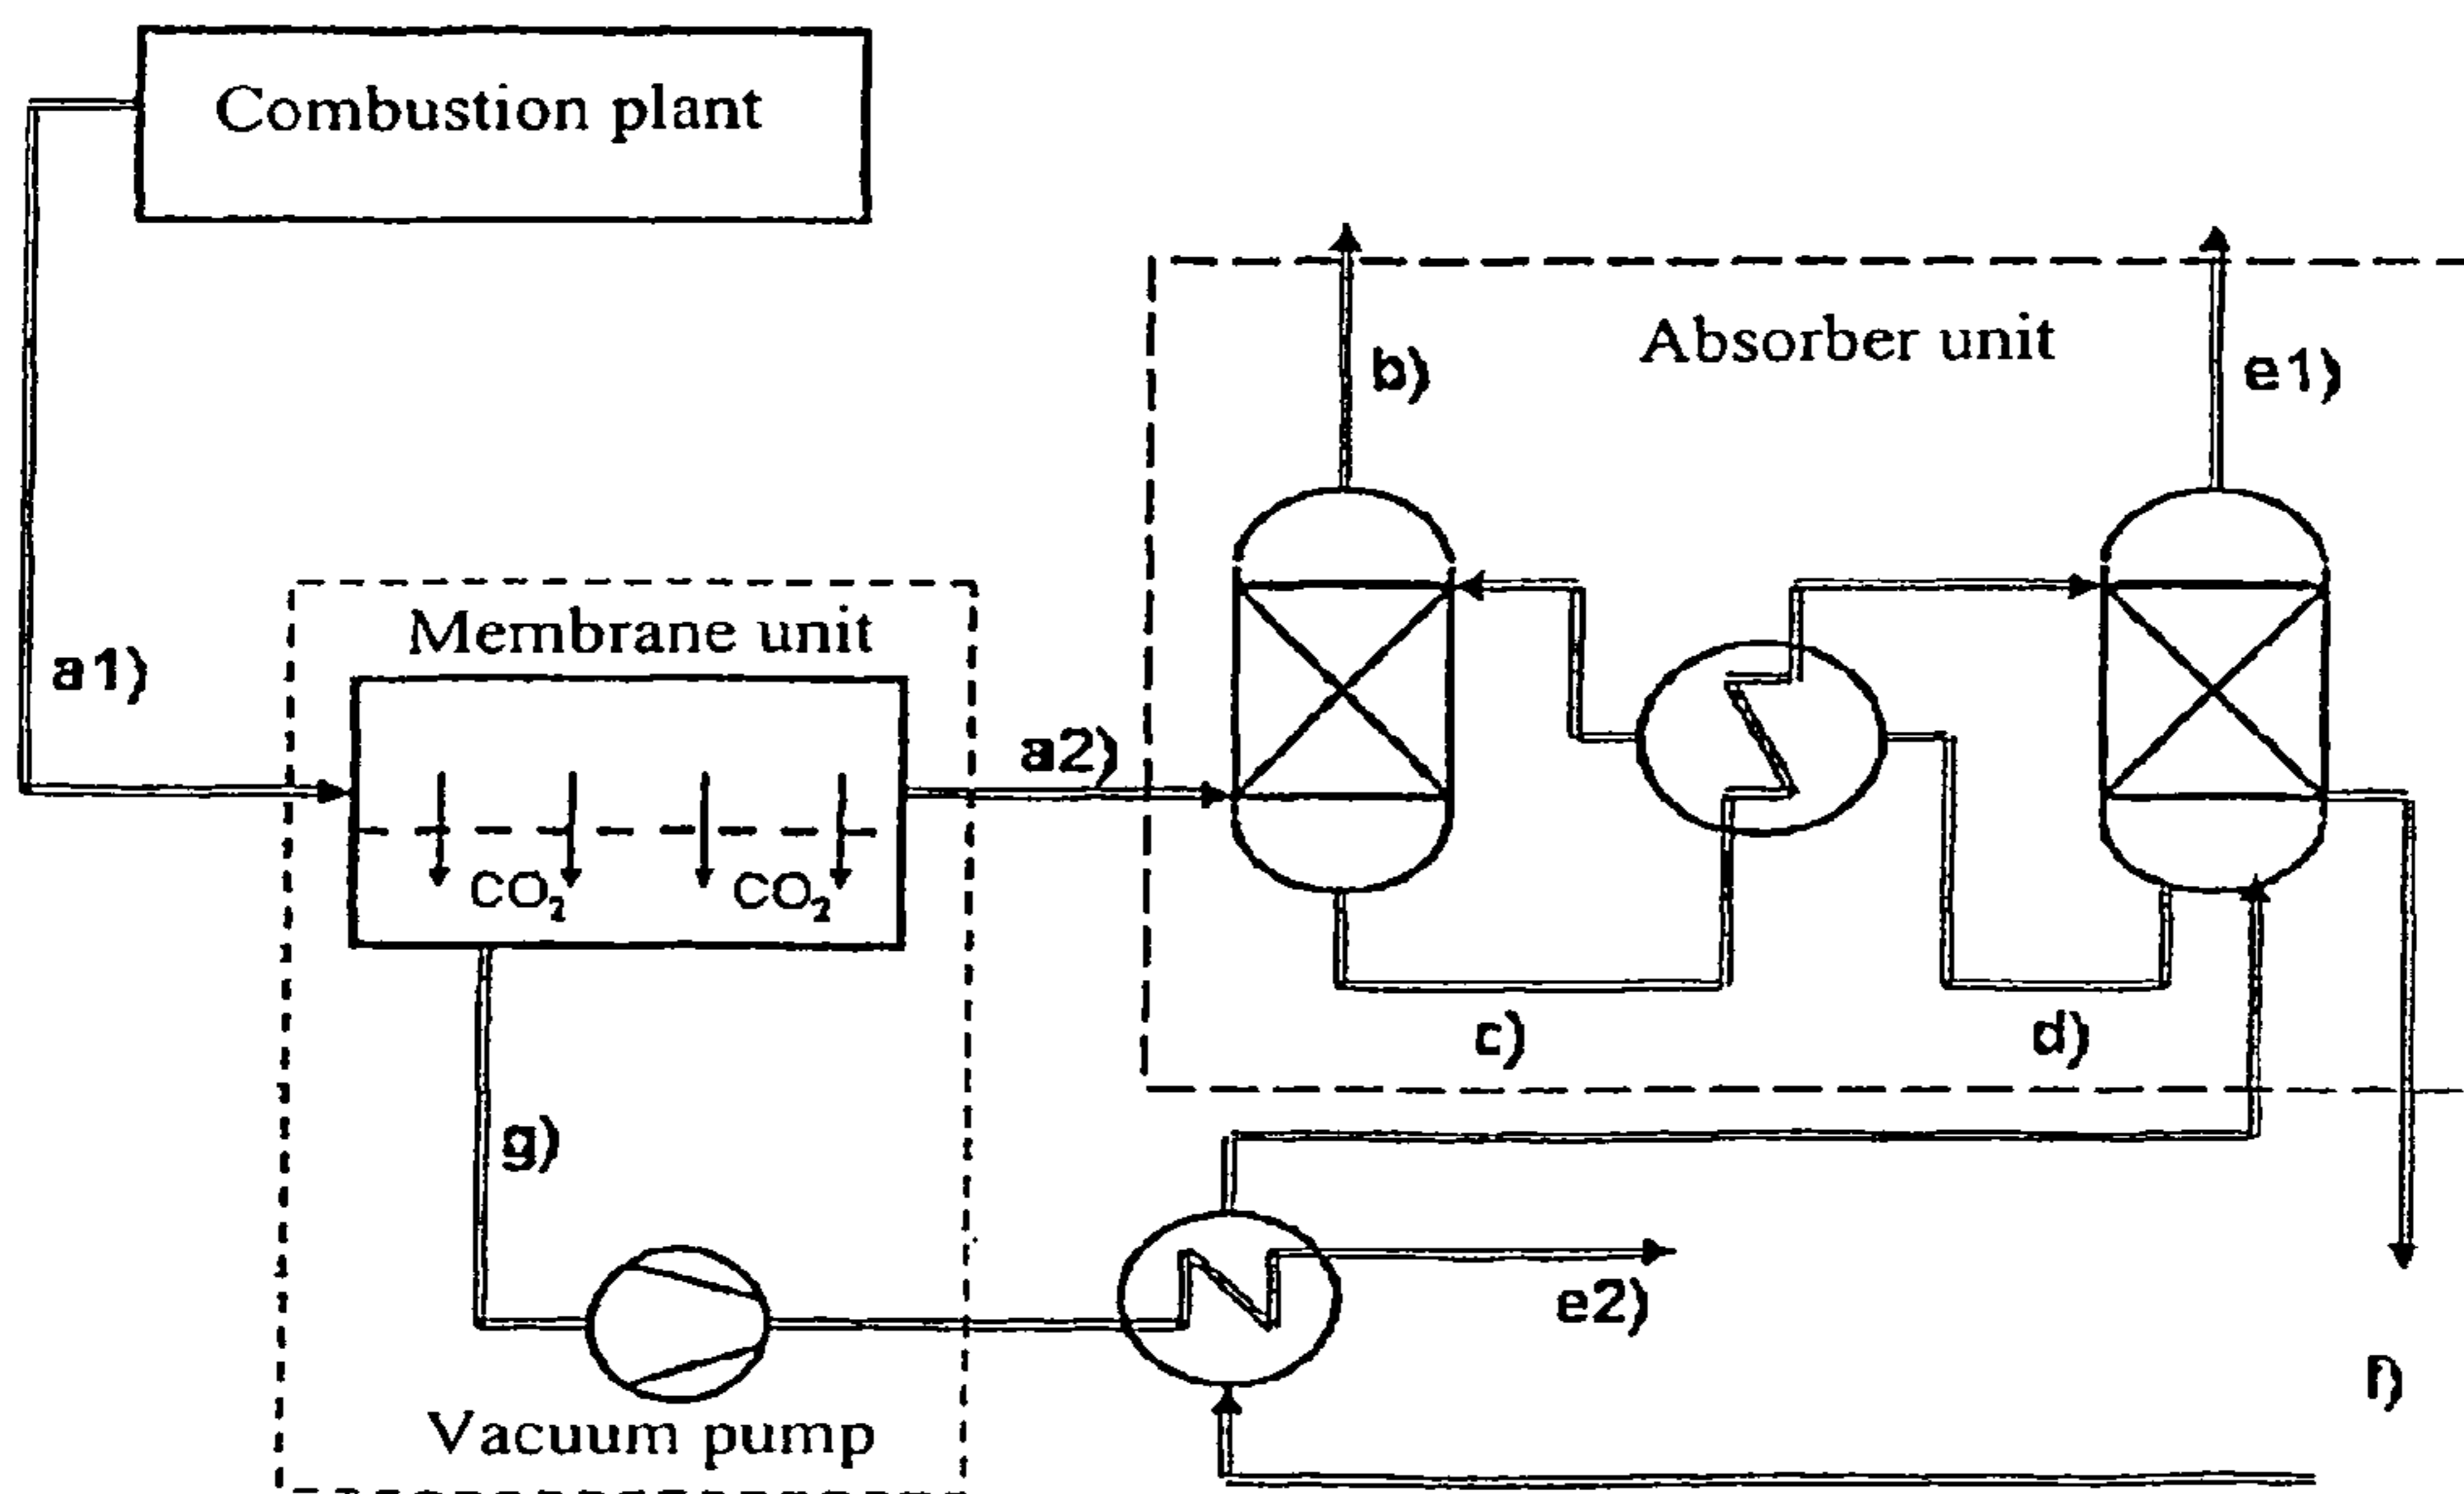 Combustion plant
Absorber unit
b)
e1)
Membrane unit
a1)
a2)
CO₂ CO₂
c)
d)
g)
e2)
Vacuum pump